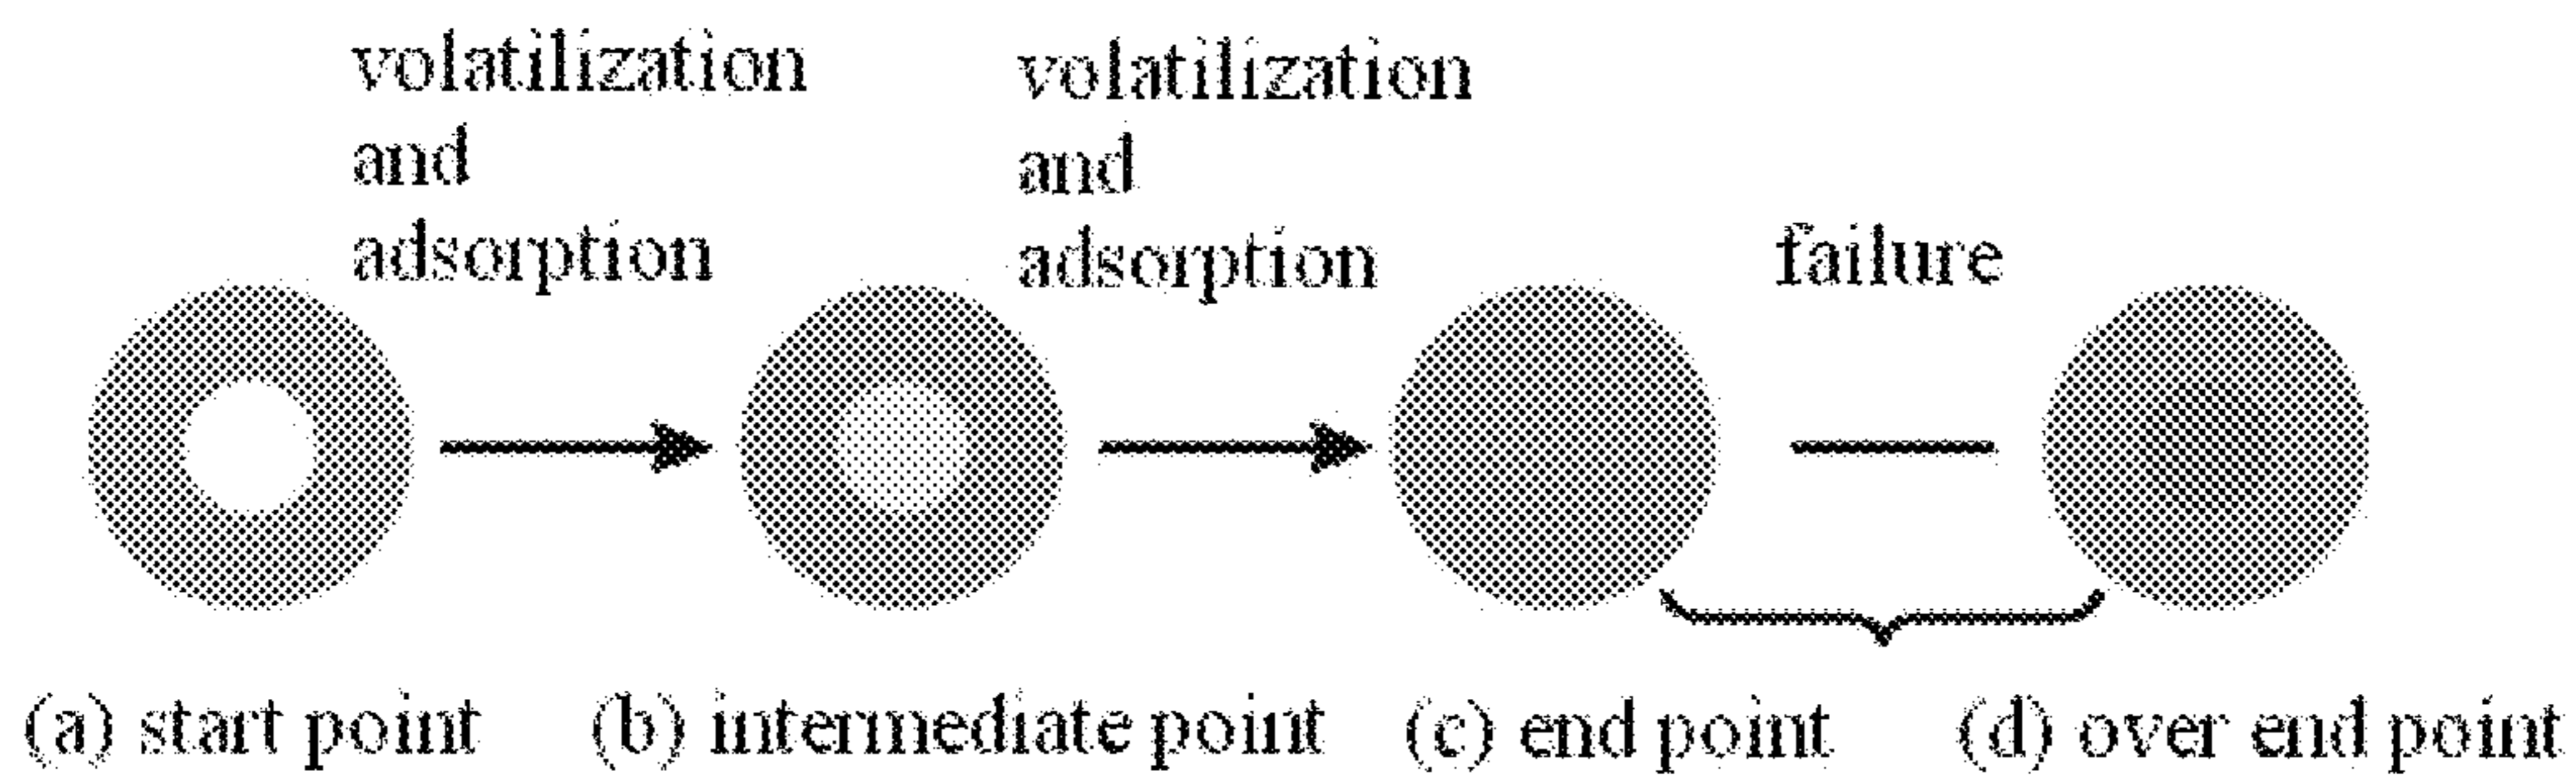 volatilization
and
adsorption
volatilization
and
adsorption
failure
(a) start point
(b) intermediate point
(c) end point
(d) over end point